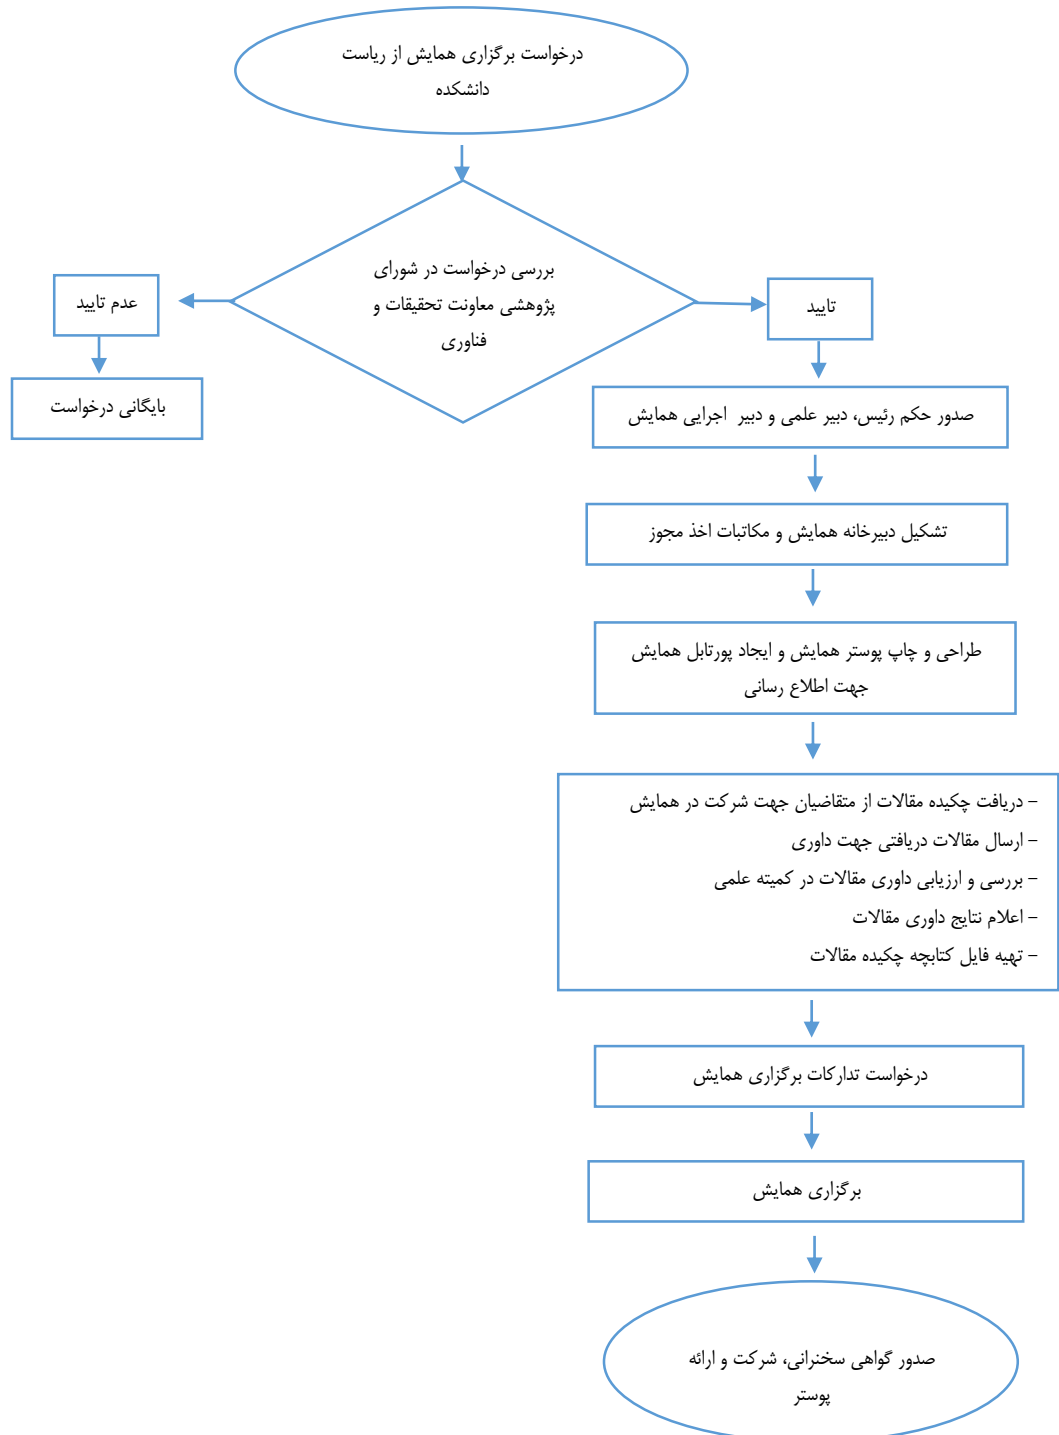 درخواست برگزاری همایش از ریاست
دانشکده
بررسی درخواست در شورای
پژوهشی معاونت تحقیقات و
فناوری
تایید
عدم تایید
بایگانی درخواست
صدور حکم رئیس، دبیر علمی و دبیر اجرایی همایش
تشکیل دبیرخانه همایش و مکاتبات اخذ مجوز
طراحی و چاپ پوستر همایش و ایجاد پورتابل همایش
جهت اطلاع رسانی
- دریافت چکیده مقالات از متقاضیان جهت شرکت در همایش
- ارسال مقالات دریافتی جهت داوری
- بررسی و ارزیابی داوری مقالات در کمیته علمی
- اعلام نتایج داوری مقالات
- تهیه فایل کتابچه چکیده مقالات
درخواست تدارکات برگزاری همایش
برگزاری همایش
صدور گواهی سخنرانی، شرکت و ارائه
پوستر